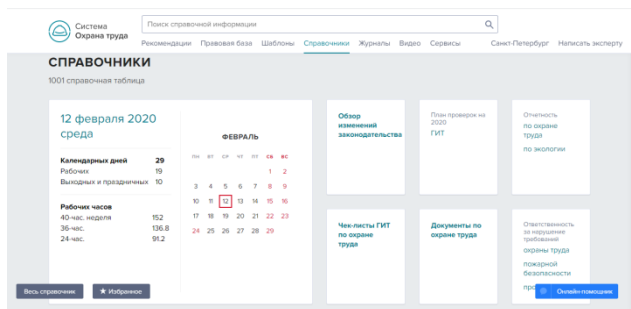 Система
Охрана труда
Поиск справочной информации
Рекомендации Правовая база Шаблоны Справочники Журналы Видео Сервисы Санкт-Петербург Написать эксперту
СПРАВОЧНИКИ
1001 справочная таблица
12 февраля 2020
среда
Календарных дней 29
Рабочих 19
Выходных и праздничных 10
Рабочих часов
40-час. неделя 152
36-час. 136.8
24-час. 91.2
ФЕВРАЛЬ
ПН ВТ СР ЧТ ПТ СБ ВС
1 2
3 4 5 6 7 8 9
10 11 12 13 14 15 16
17 18 19 20 21 22 23
24 25 26 27 28 29
Обзор
изменений
законодательства
План проверок на
2020
ГИТ
Отчетность
по охране
труда
по экологии
Чек-листы ГИТ
по охране
труда
Документы по
охране труда
Ответственность
за нарушение
требований
охраны труда
пожарной
безопасности
Весь справочник
Избранное
Онлайн-помощник